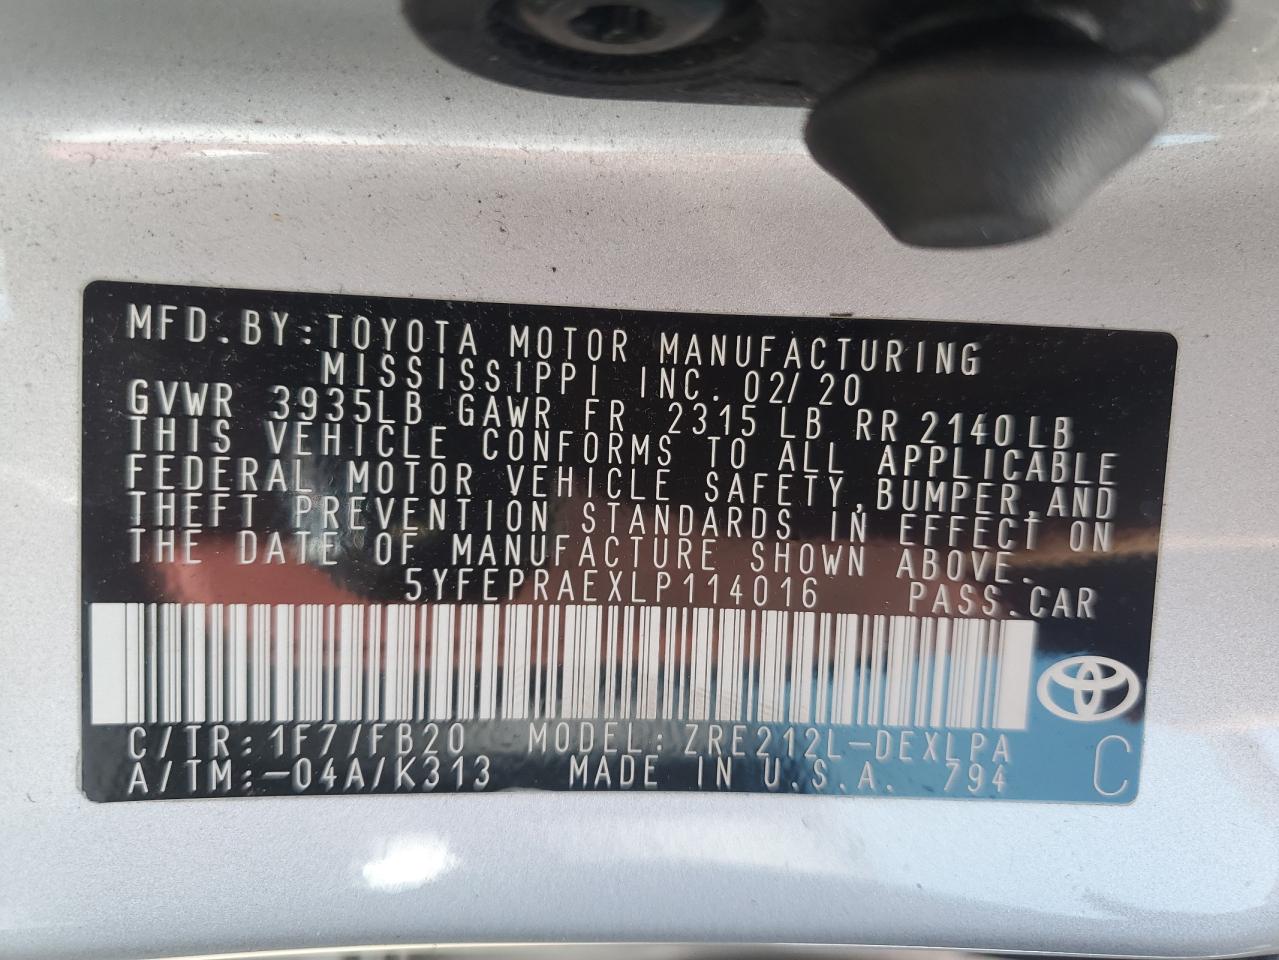 MFD.BY:TOYOTA MOTOR MANUFACTURING
MISSISSIPPI INC. 02/20
GVWR 3935LB GAWR FR 2315LB RR 2140LB
THIS VEHICLE CONFORMS TO ALL APPLICABLE
FEDERAL MOTOR VEHICLE SAFETY,BUMPER,AND
THEFT PREVENTION STANDARDS IN EFFECT ON
THE DATE OF MANUFACTURE SHOWN ABOVE.
5YFEPRAEXLP114016 PASS.CAR
C/TR:1F7/FB20 MODEL:ZRE212L-DEXLPA
A/TM:-04A/K313 MADE IN U.S.A. 794
C